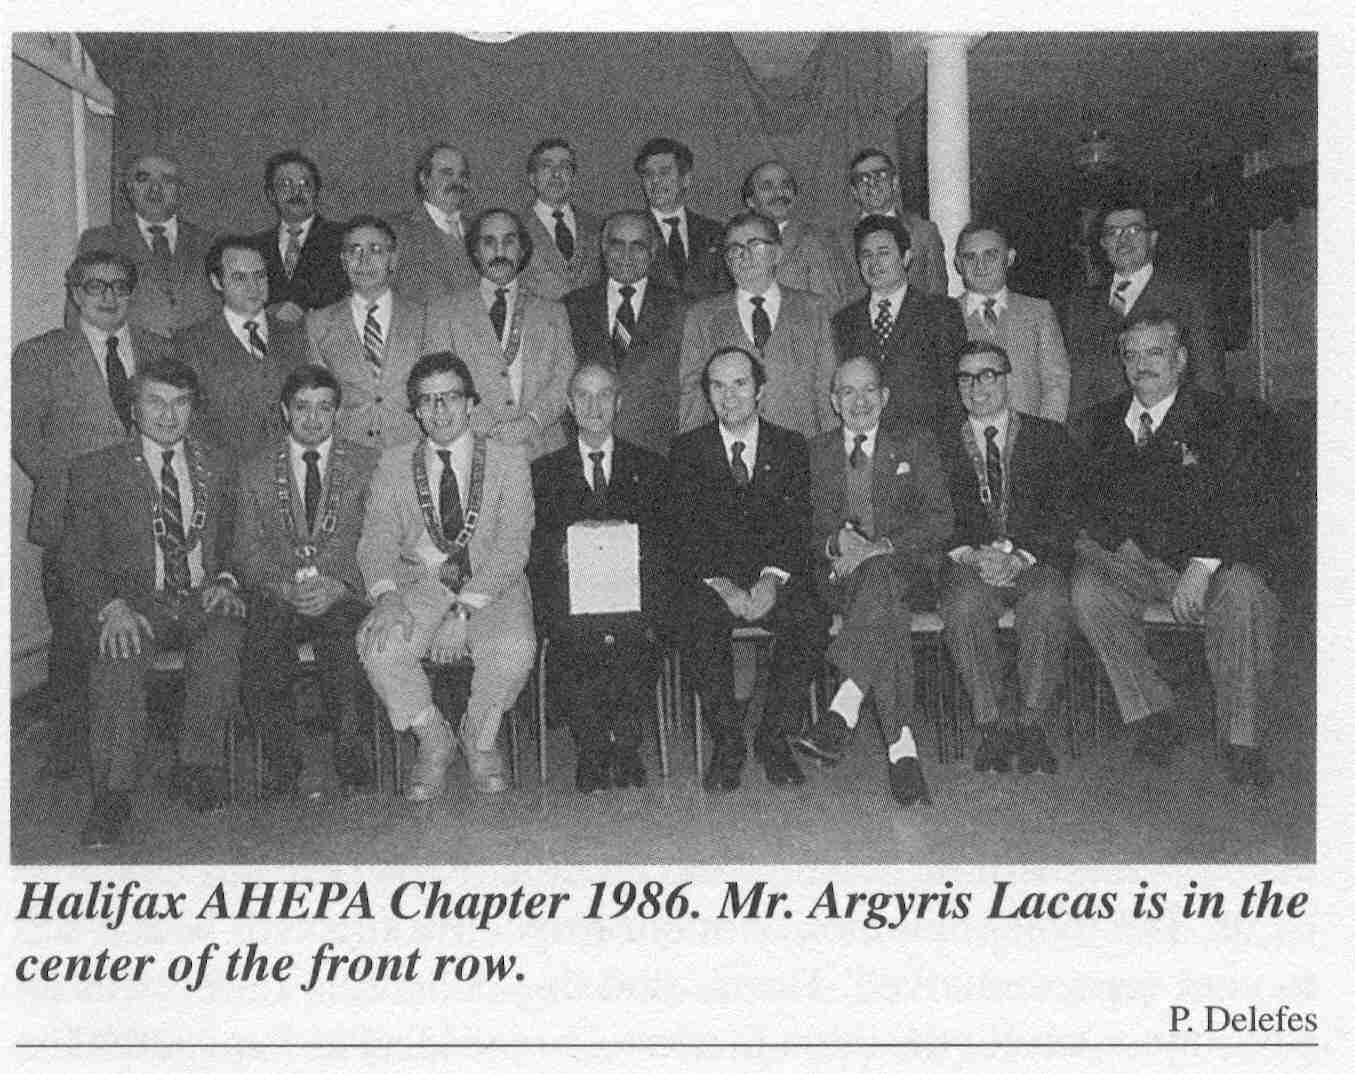 Halifax AHEPA Chapter 1986. Mr. Argyris Lacas is in the
center of the front row.
P. Delefes